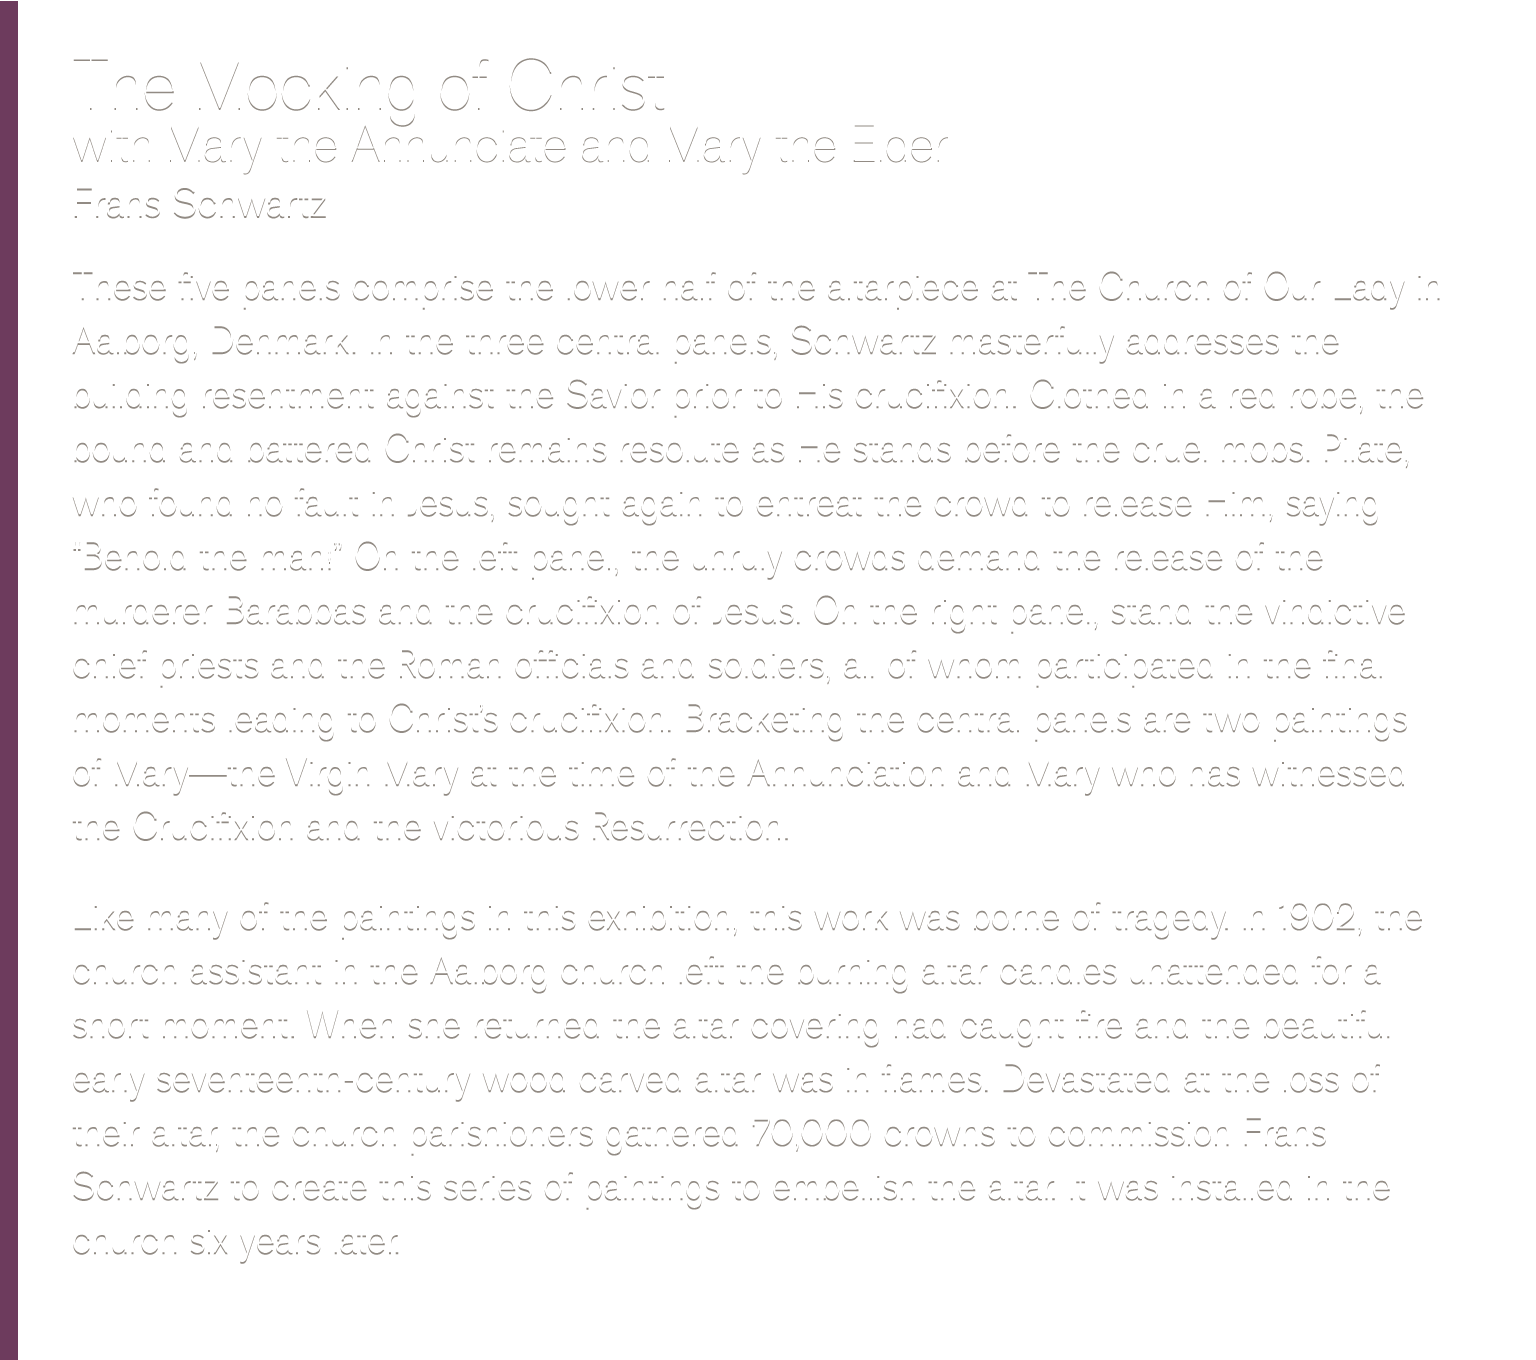 The Mocking of Christ
with Mary the Annunciate and Mary the Elder
Frans Schwartz
These five panels comprise the lower half of the altarpiece at The Church of Our Lady in
Aalborg, Denmark. In the three central panels, Schwartz masterfully addresses the
building resentment against the Savior prior to His crucifixion. Clothed in a red robe, the
bound and battered Christ remains resolute as He stands before the cruel mobs. Pilate,
who found no fault in Jesus, sought again to entreat the crowd to release Him, saying
“Behold the man!” On the left panel, the unruly crowds demand the release of the
murderer Barabbas and the crucifixion of Jesus. On the right panel, stand the vindictive
chief priests and the Roman officials and soldiers, all of whom participated in the final
moments leading to Christ’s crucifixion. Bracketing the central panels are two paintings
of Mary—the Virgin Mary at the time of the Annunciation and Mary who has witnessed
the Crucifixion and the victorious Resurrection.
Like many of the paintings in this exhibition, this work was borne of tragedy. In 1902, the
church assistant in the Aalborg church left the burning altar candles unattended for a
short moment. When she returned the altar covering had caught fire and the beautiful
early seventeenth-century wood carved altar was in flames. Devastated at the loss of
their altar, the church parishioners gathered 70,000 crowns to commission Frans
Schwartz to create this series of paintings to embellish the altar. It was installed in the
church six years later.